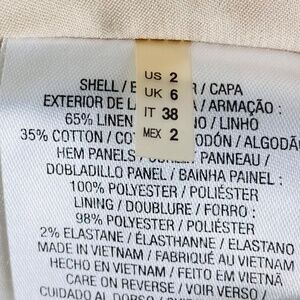 US 2
UK 6
IT 38
MEX 2
SHELL / / CAPA
EXTERIOR DE LA / ARMAÇÃO :
65% LINEN / LINHO
35% COTTON / / ALGODÃ
HEM PANELS / PANNEAU /
DOBLADILLO PANEL / BAINHA PAINEL :
100% POLYESTER / POLIÉSTER
LINING / DOUBLURE / FORRO :
98% POLYESTER / POLIÉSTER
2% ELASTANE / ÉLASTHANNE / ELASTANO
MADE IN VIETNAM / FABRIQUÉ AU VIETNAM
HECHO EN VIETNAM / FEITO EM VIETNÃ
CARE ON REVERSE / VOIR VERSO /
CUIDADO AL DORSO /